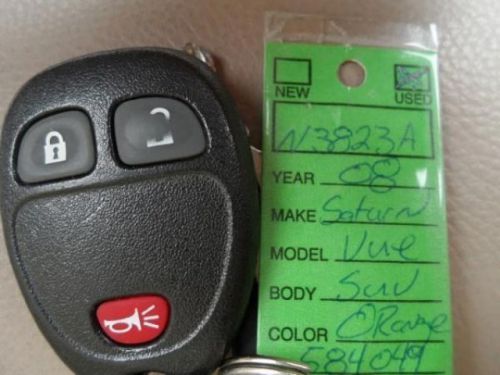 NEW USED
N3823A
YEAR 08
MAKE Saturn
MODEL Vue
BODY Suv
COLOR ORange
584049